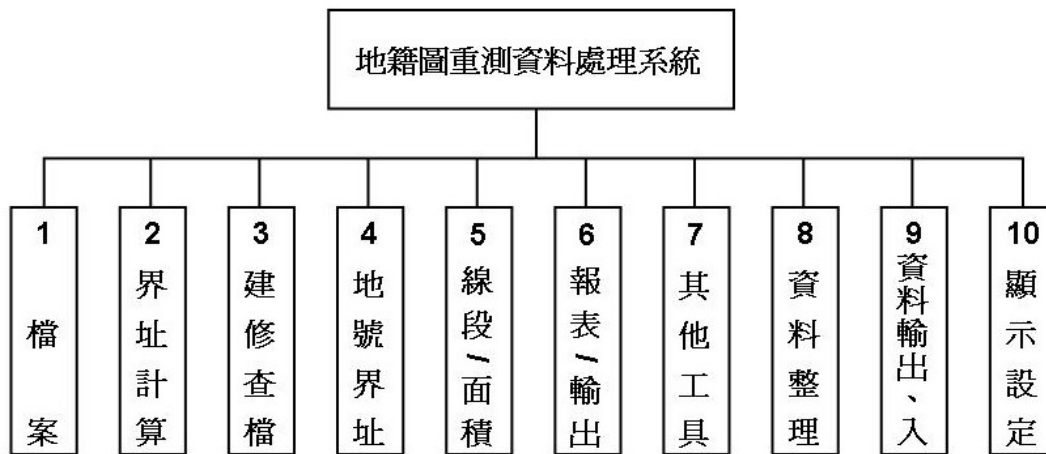 地籍圖重測資料處理系統
1
檔案
2
界址計算
3
建修查檔
4
地號界址
5
線段/面積
6
報表/輸出
7
其他工具
8
資料整理
9
資料輸出、入
10
顯示設定